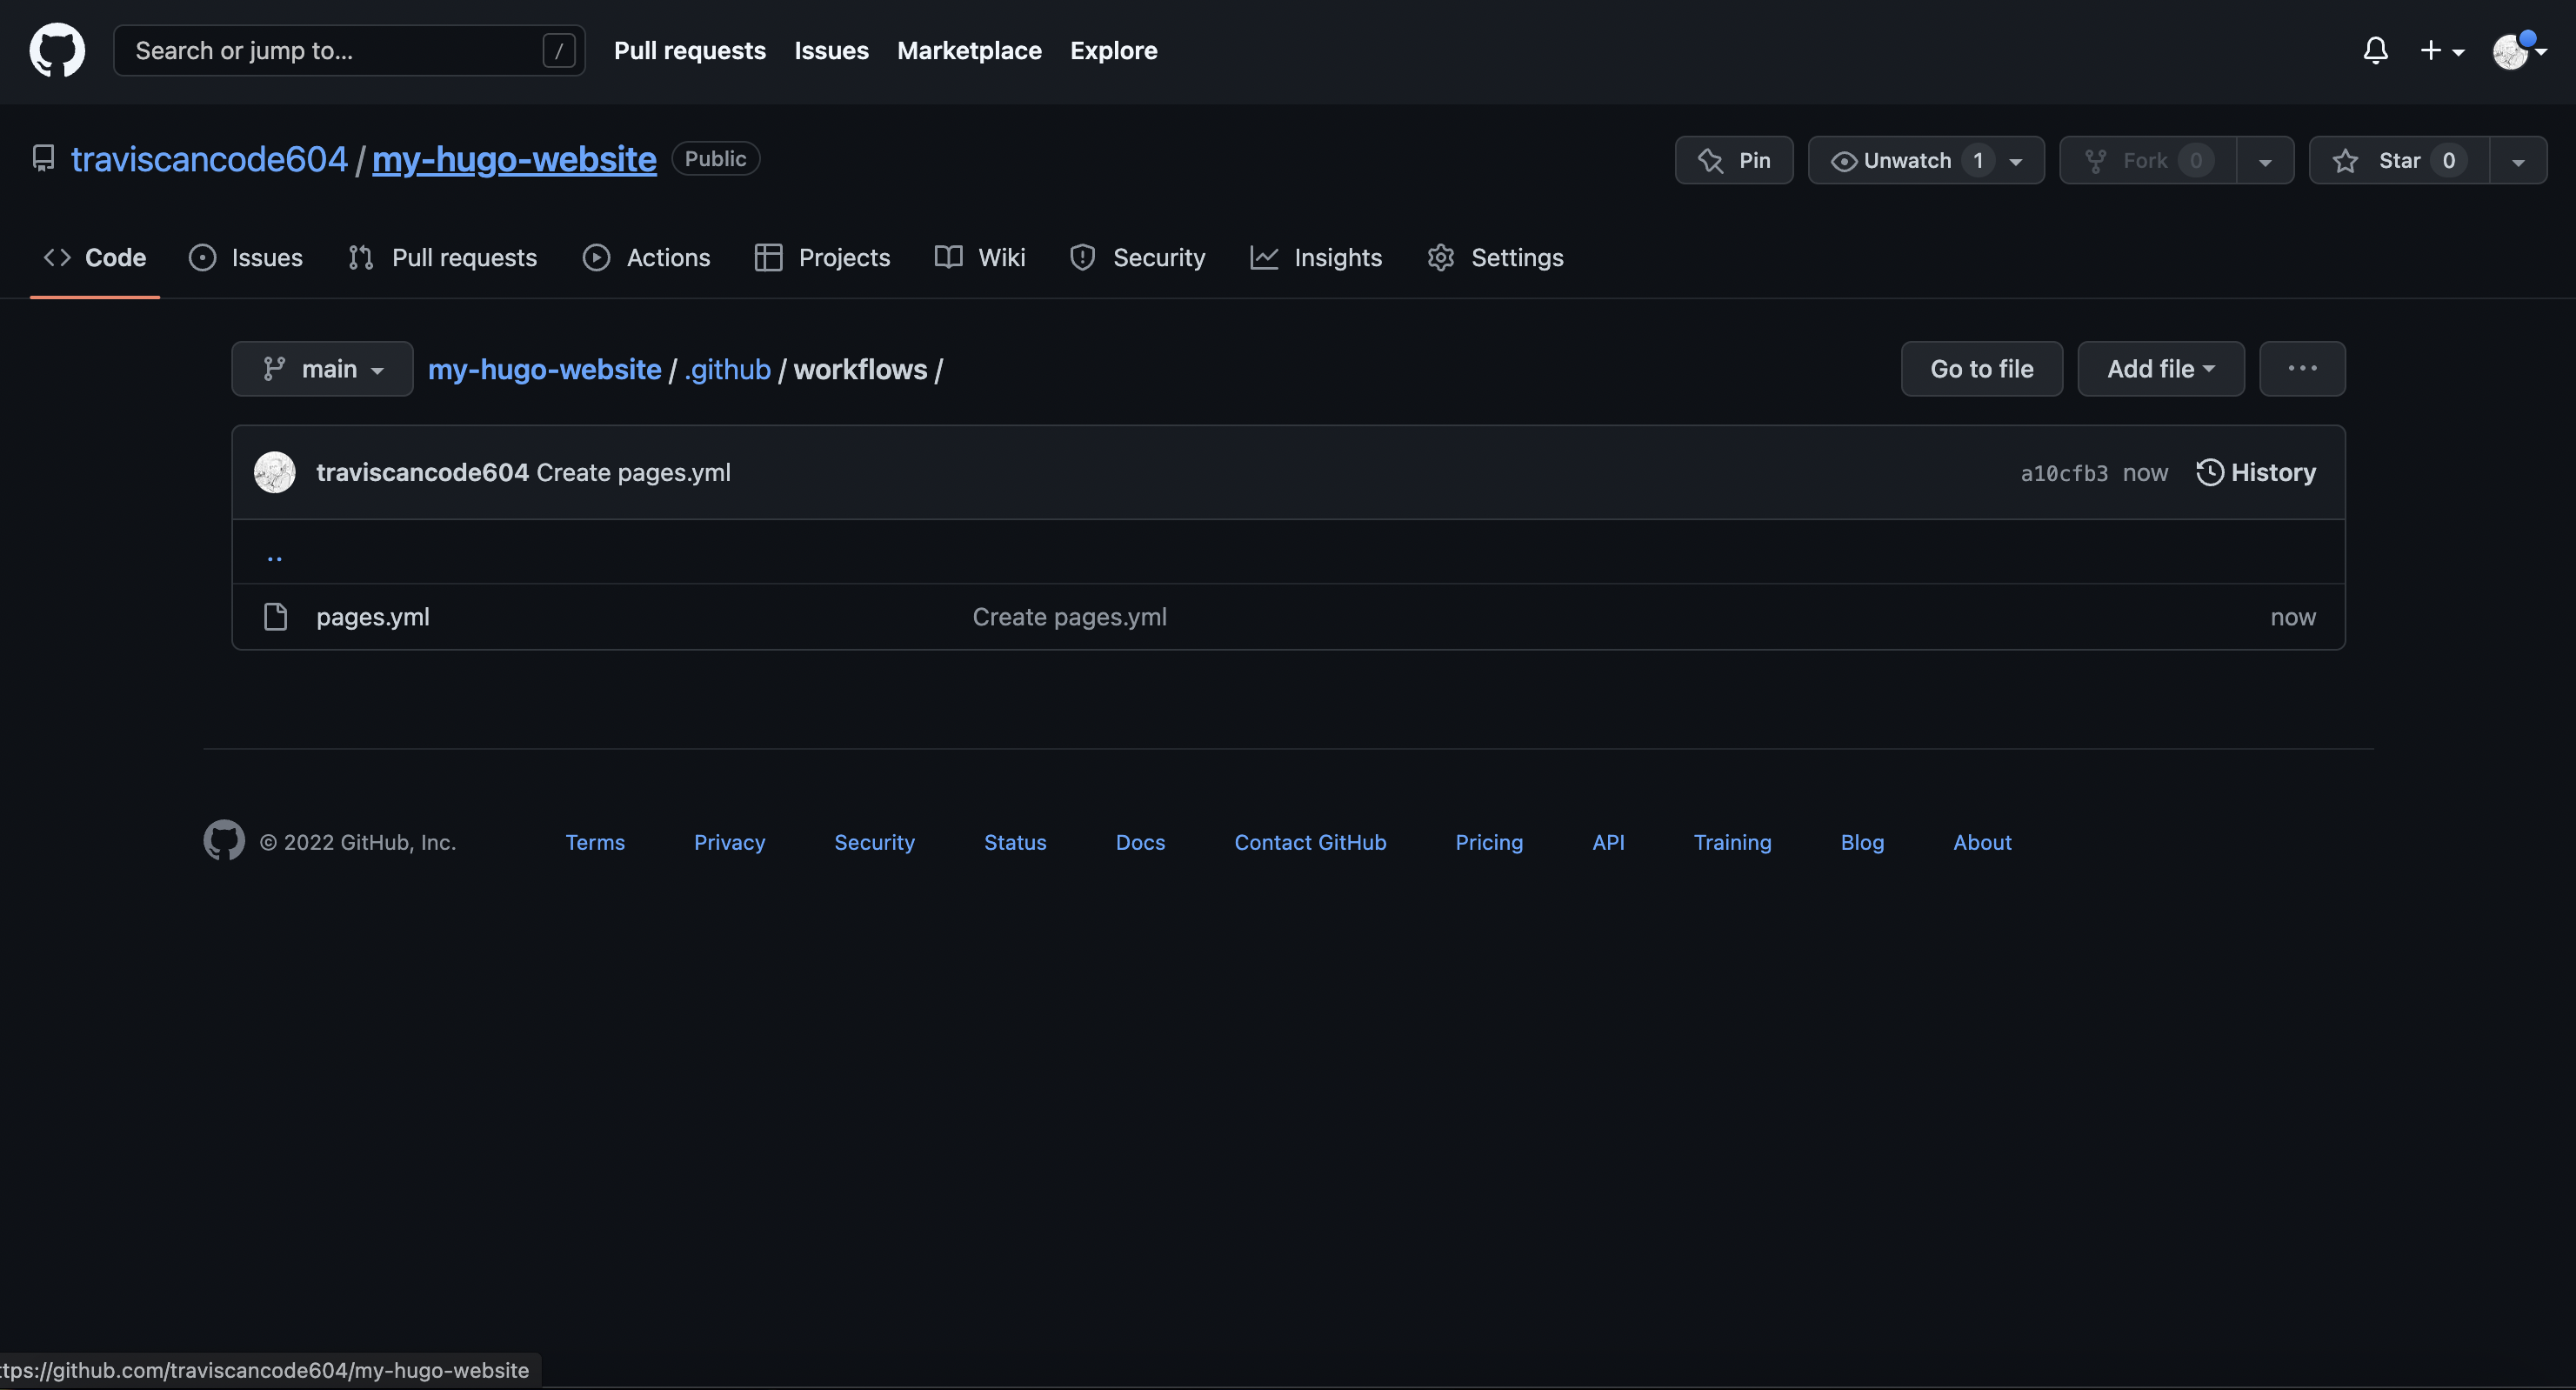 Search or jump to... / Pull requests Issues Marketplace Explore
traviscancode604 / my-hugo-website Public Pin Unwatch 1 Fork 0 Star 0
Code Issues Pull requests Actions Projects Wiki Security Insights Settings
main my-hugo-website / .github / workflows / Go to file Add file ...
traviscancode604 Create pages.yml a10cfb3 now History
..
pages.yml Create pages.yml now
© 2022 GitHub, Inc. Terms Privacy Security Status Docs Contact GitHub Pricing API Training Blog About
ttps://github.com/traviscancode604/my-hugo-website